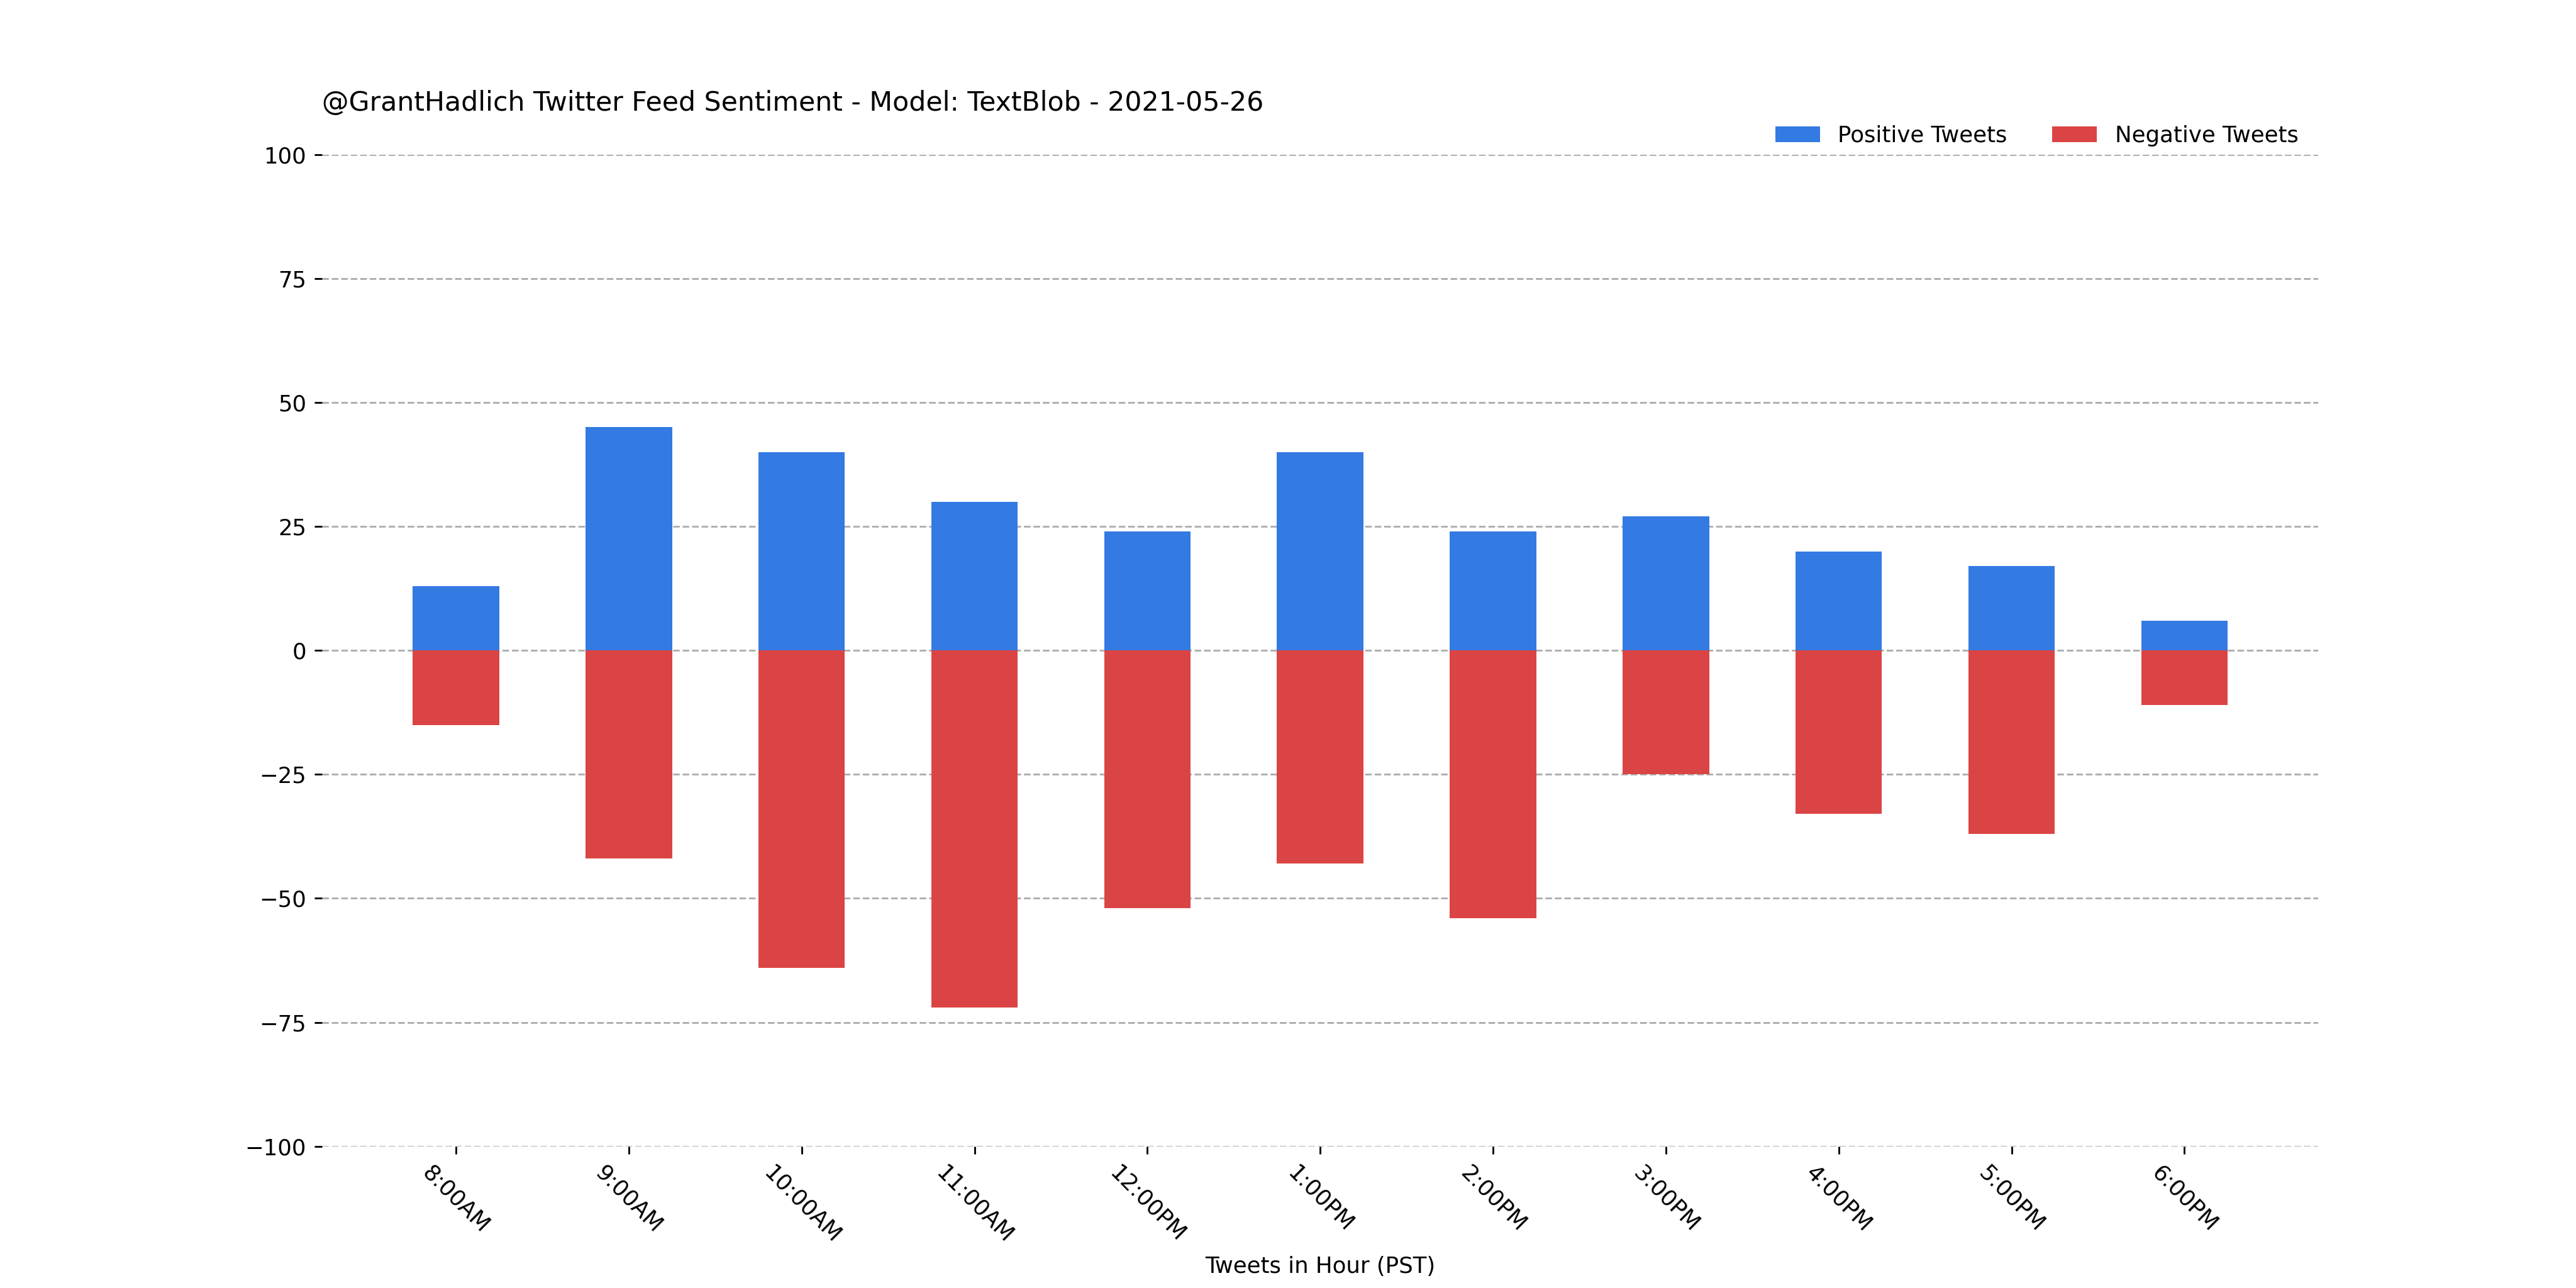 @GrantHadlich Twitter Feed Sentiment - Model: TextBlob - 2021-05-26
Positive Tweets
Negative Tweets
100
75
50
25
0
−25
−50
−75
−100
8:00AM
9:00AM
10:00AM
11:00AM
12:00PM
1:00PM
2:00PM
3:00PM
4:00PM
5:00PM
6:00PM
Tweets in Hour (PST)